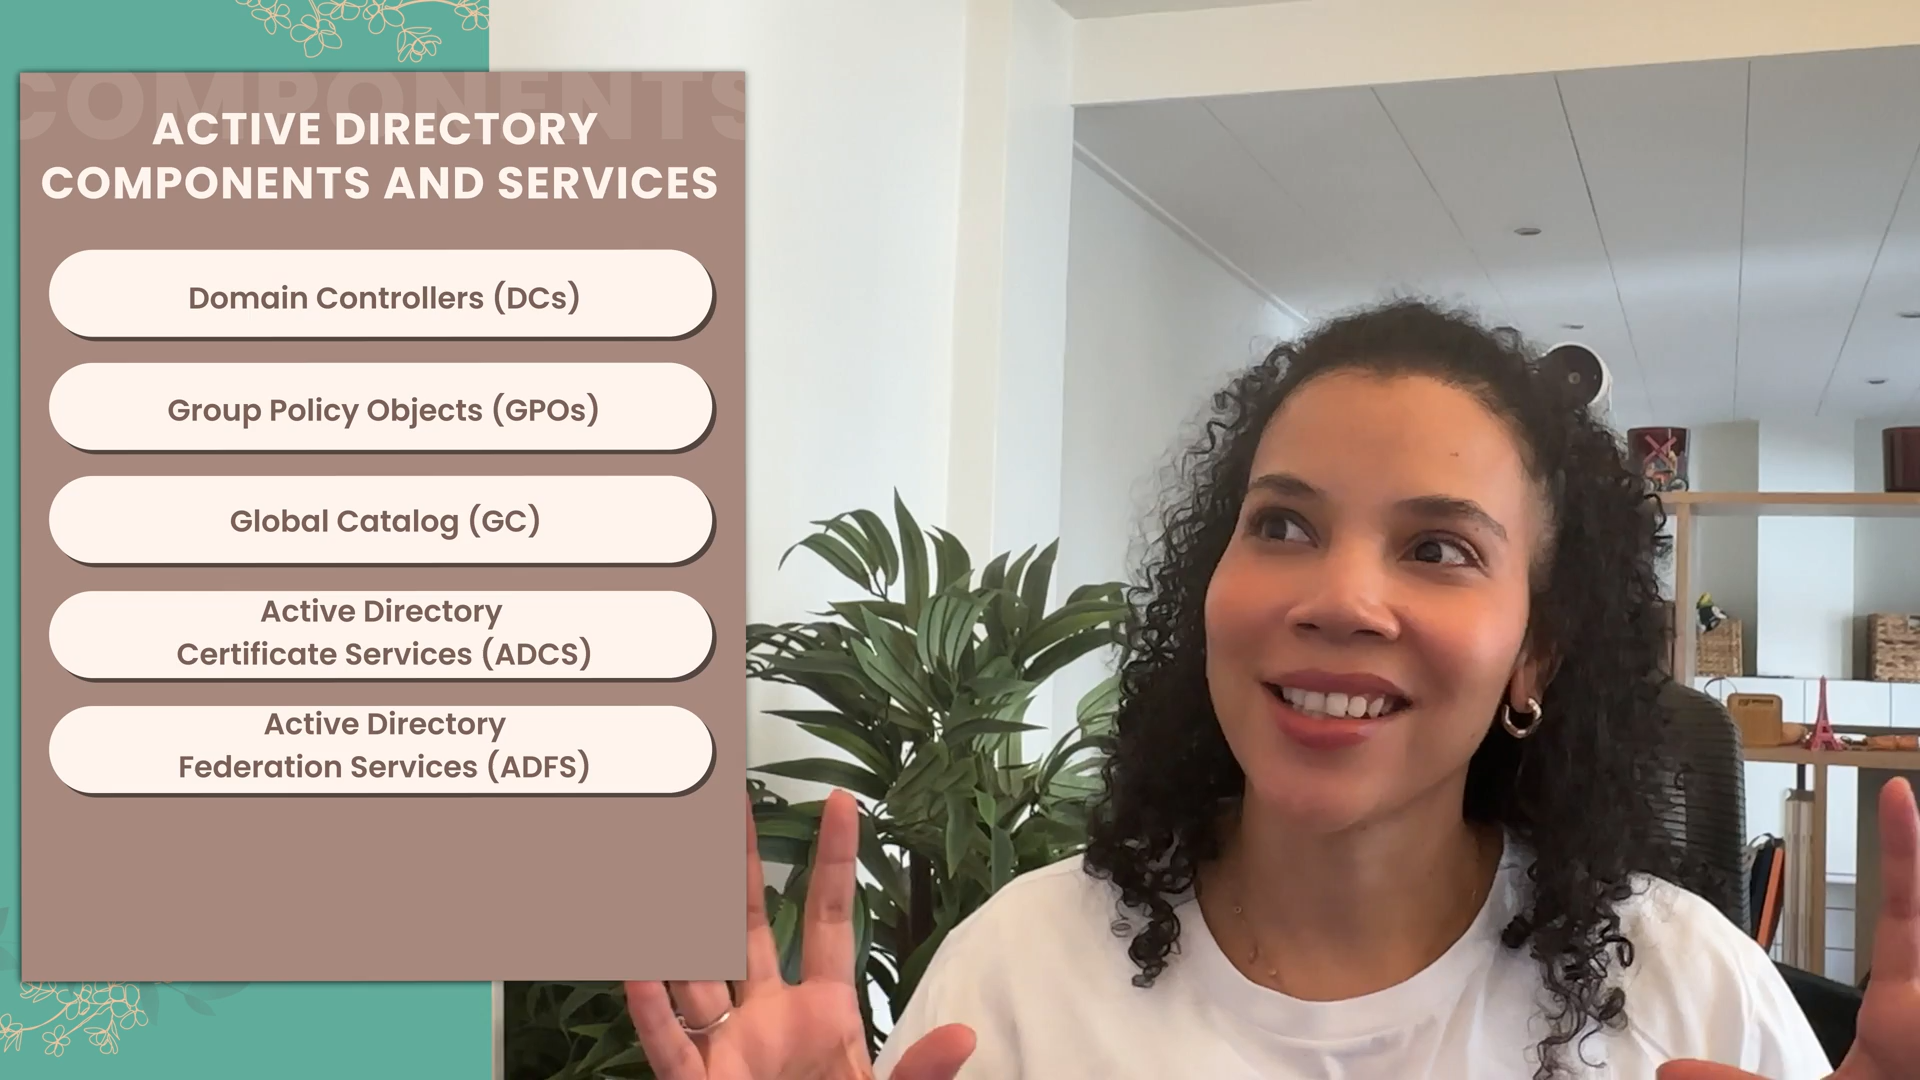 COMPONENTS
ACTIVE DIRECTORY
COMPONENTS AND SERVICES
Domain Controllers (DCs)
Group Policy Objects (GPOs)
Global Catalog (GC)
Active Directory
Certificate Services (ADCS)
Active Directory
Federation Services (ADFS)